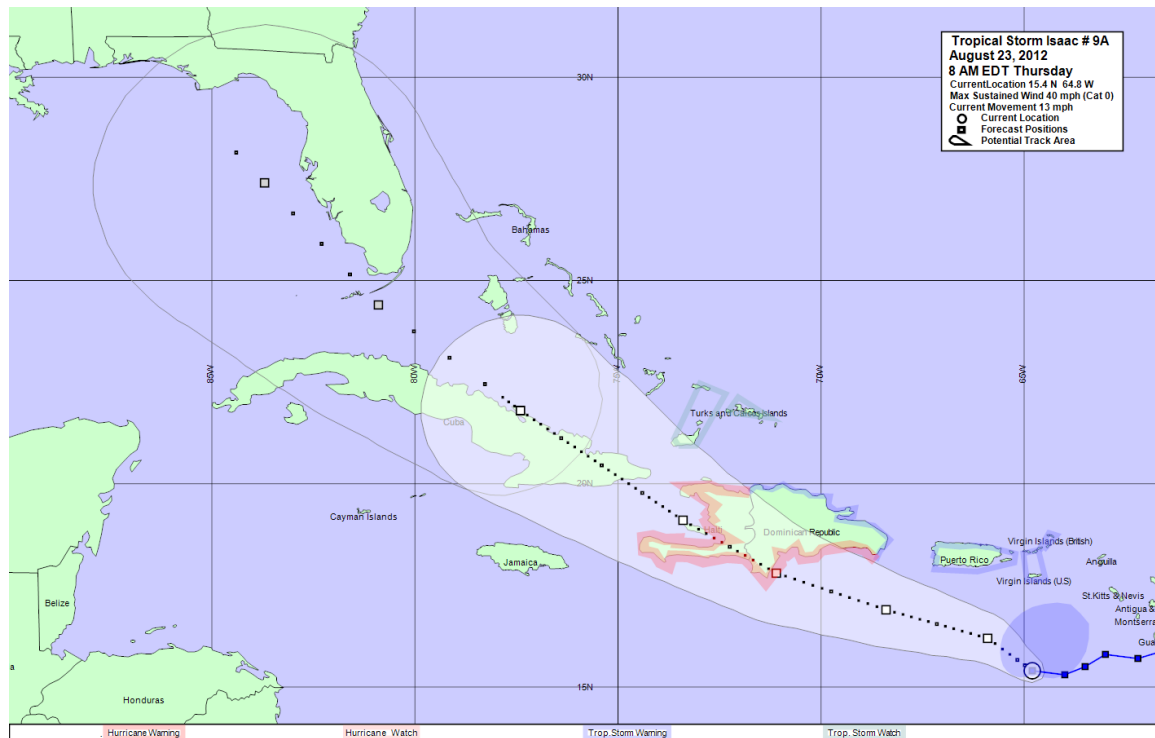 Tropical Storm Isaac # 9A
August 23, 2012
8 AM EDT Thursday
CurrentLocation 15.4 N 64.8 W
Max Sustained Wind 40 mph (Cat 0)
Current Movement 13 mph
Current Location
Forecast Positions
Potential Track Area
30N
Bahamas
25N
85W
80W
75W
70W
65W
Turks and Caicos Islands
Cuba
20N
Cayman Islands
Haiti
Dominican Republic
Jamaica
Puerto Rico
Virgin Islands (British)
Anguilla
Virgin Islands (U.S)
Belize
St.Kitts & Nevis
Antigua &
Montserra
Gua
15N
Honduras
a
Hurricane Warning
Hurricane Watch
Trop. Storm Warning
Trop. Storm Watch